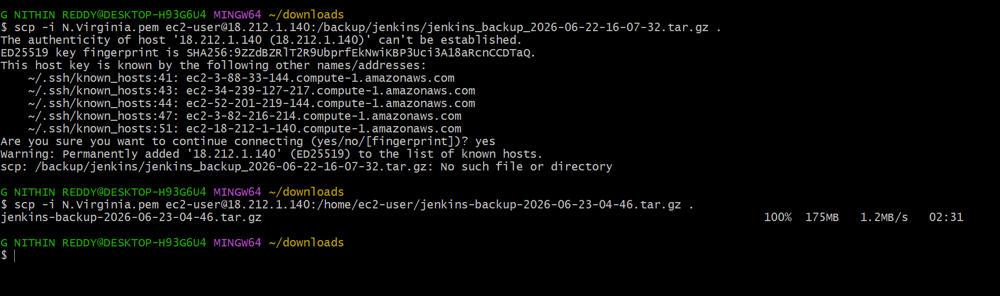 G NITHIN REDDY@DESKTOP-H93G6U4 MINGW64 ~/downloads
$ scp -i N.Virginia.pem ec2-user@18.212.1.140:/backup/jenkins/jenkins_backup_2026-06-22-16-07-32.tar.gz .
The authenticity of host '18.212.1.140 (18.212.1.140)' can't be established.
ED25519 key fingerprint is SHA256:9ZZdBZRlT2R9UbprfEkNwiKBP3Uci3A18aRcnCCDTaQ.
This host key is known by the following other names/addresses:
    ~/.ssh/known_hosts:41: ec2-3-88-33-144.compute-1.amazonaws.com
    ~/.ssh/known_hosts:43: ec2-34-239-127-217.compute-1.amazonaws.com
    ~/.ssh/known_hosts:44: ec2-52-201-219-144.compute-1.amazonaws.com
    ~/.ssh/known_hosts:47: ec2-3-82-216-214.compute-1.amazonaws.com
    ~/.ssh/known_hosts:51: ec2-18-212-1-140.compute-1.amazonaws.com
Are you sure you want to continue connecting (yes/no/[fingerprint])? yes
Warning: Permanently added '18.212.1.140' (ED25519) to the list of known hosts.
scp: /backup/jenkins/jenkins_backup_2026-06-22-16-07-32.tar.gz: No such file or directory
G NITHIN REDDY@DESKTOP-H93G6U4 MINGW64 ~/downloads
$ scp -i N.Virginia.pem ec2-user@18.212.1.140:/home/ec2-user/jenkins-backup-2026-06-23-04-46.tar.gz .
jenkins-backup-2026-06-23-04-46.tar.gz 100% 175MB 1.2MB/s 02:31
G NITHIN REDDY@DESKTOP-H93G6U4 MINGW64 ~/downloads
$